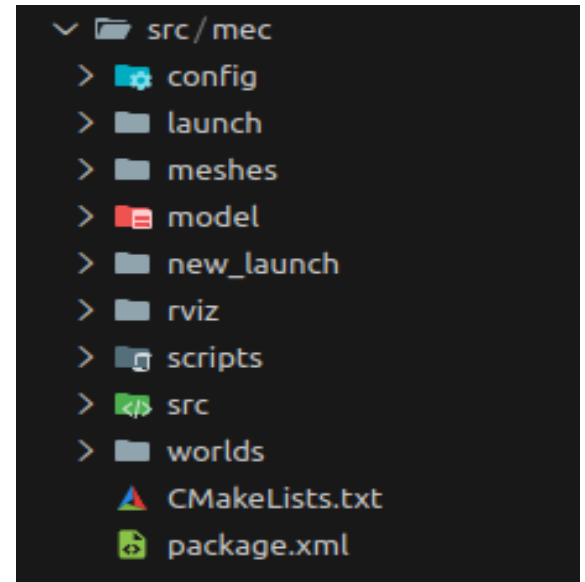 src/mec
config
launch
meshes
model
new_launch
rviz
scripts
src
worlds
CMakeLists.txt
package.xml